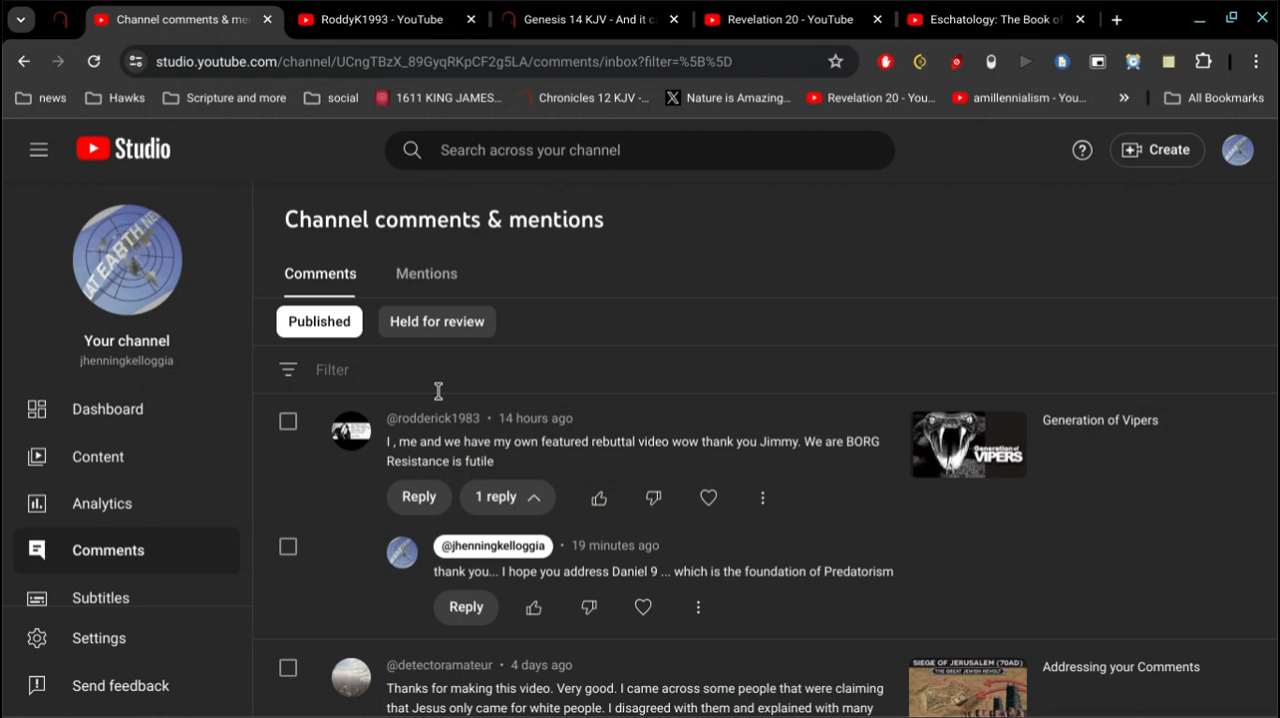 Channel comments & me
RoddyK1993 - YouTube
Genesis 14 KJV - And it c
Revelation 20 - YouTube
Eschatology: The Book of
studio.youtube.com/channel/UCngTBzX_89GyqRKpCF2g5LA/comments/inbox?filter=%5B%5D
news
Hawks
Scripture and more
social
1611 KING JAMES...
Chronicles 12 KJV -...
Nature is Amazing...
Revelation 20 - You...
amillennialism - You...
All Bookmarks
Studio
Search across your channel
Create
AT EARTH NE
Your channel
jhenningkelloggia
Dashboard
Content
Analytics
Comments
Subtitles
Settings
Send feedback
Channel comments & mentions
Comments
Mentions
Published
Held for review
Filter
@rodderick1983 • 14 hours ago
I , me and we have my own featured rebuttal video wow thank you Jimmy. We are BORG
Resistance is futile
Generation of
VIPERS
Generation of Vipers
Reply
1 reply
@jhenningkelloggia • 19 minutes ago
thank you... I hope you address Daniel 9 ... which is the foundation of Predatorism
Reply
@detectoramateur • 4 days ago
Thanks for making this video. Very good. I came across some people that were claiming
that Jesus only came for white people. I disagreed with them and explained with many
SIEGE OF JERUSALEM (70AD)
THE GREAT JEWISH REVOLT
Addressing your Comments